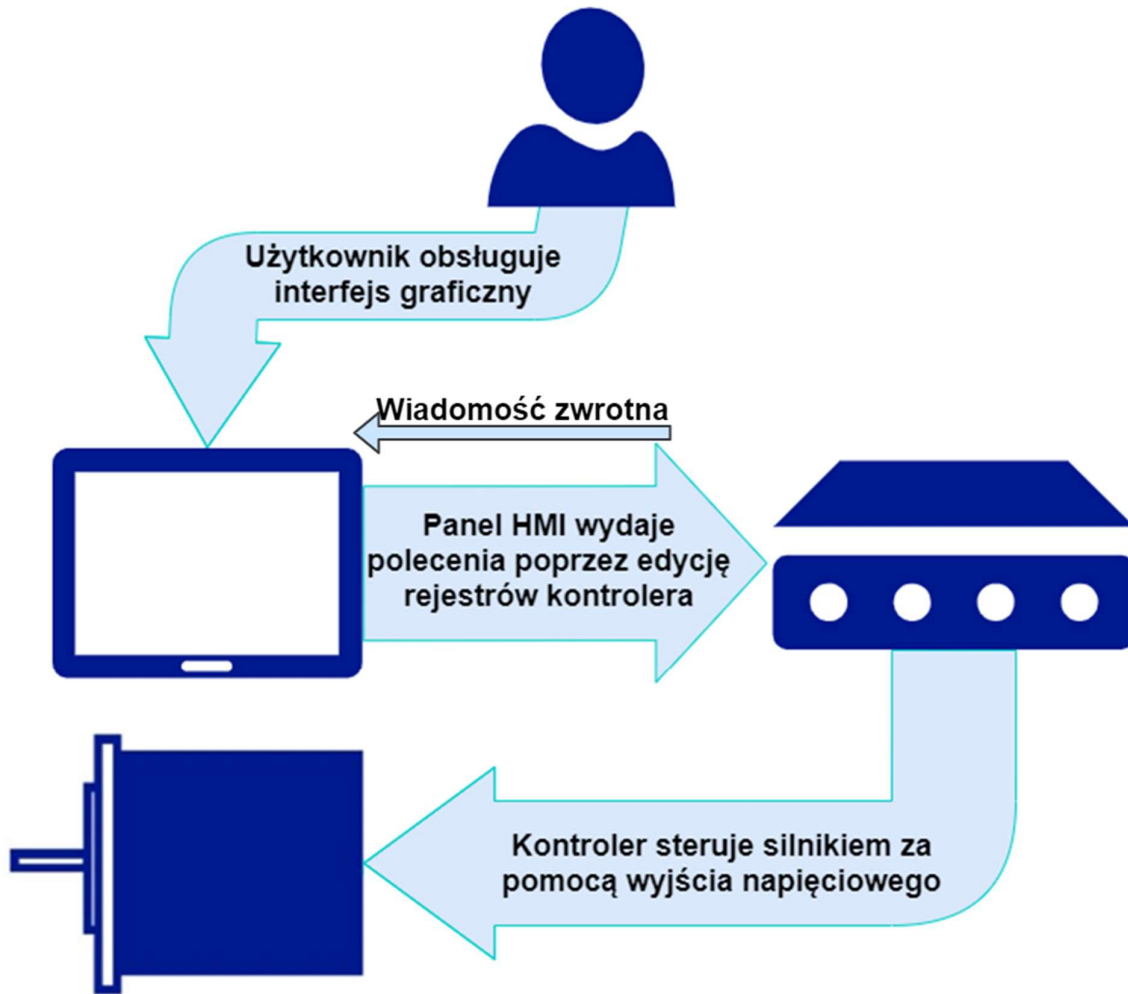 Użytkownik obsługuje
interfejs graficzny
Wiadomość zwrotna
Panel HMI wydaje
polecenia poprzez edycję
rejestrów kontrolera
Kontroler steruje silnikiem za
pomocą wyjścia napięciowego